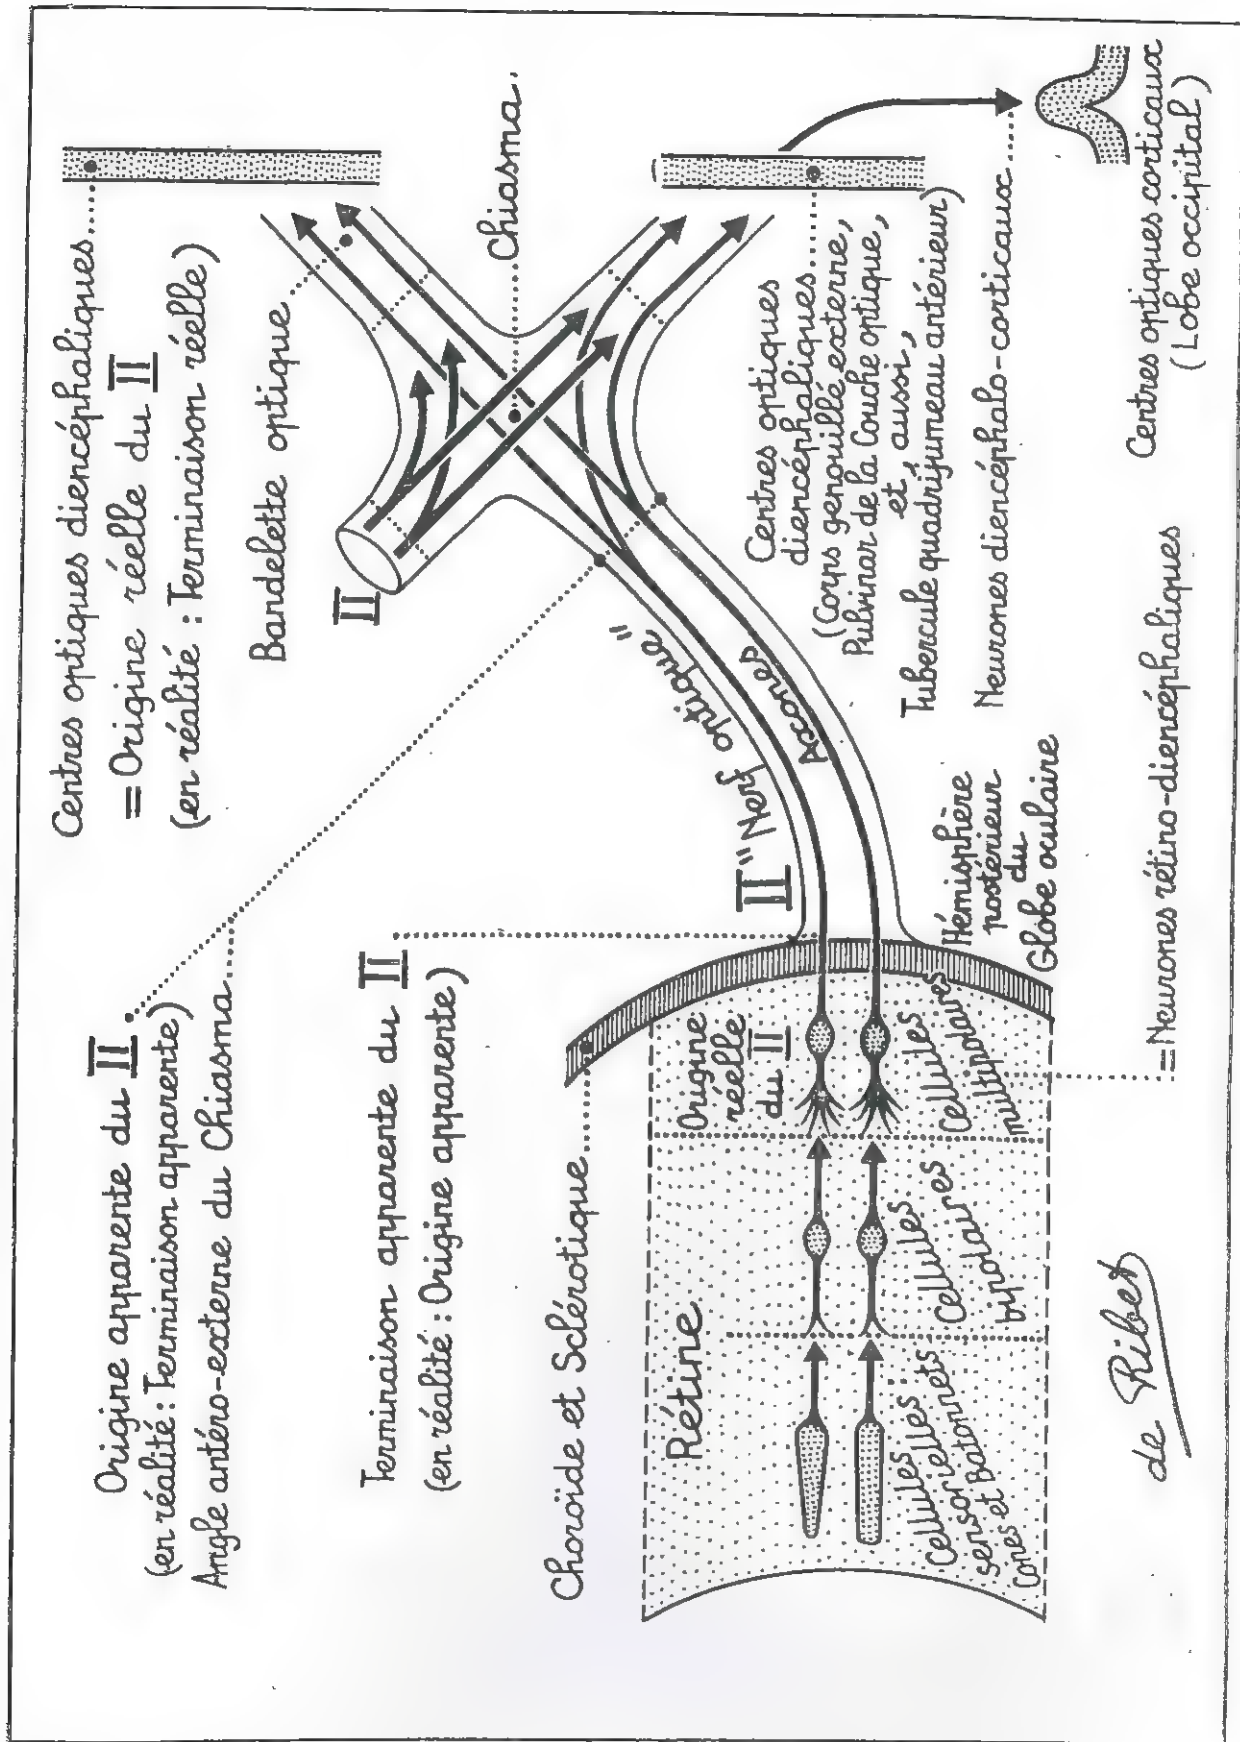 Origine apparente du II
(en réalité : Terminaison apparente)
Angle antéro-externe du Chiasma
Centres optiques diencéphaliques
= Origine réelle du II
(en réalité : Terminaison réelle)
Bandelette optique
II
Chiasma
Terminaison apparente du II
(en réalité : Origine apparente)
Choroïde et Sclérotique
II "Nerf optique"
Axones
Rétine
Origine
réelle
du II
Cellules
sensorielles :
Cônes et Batonnets
Cellules
bipolaires
Cellules
multipolaires
Hémisphère
postérieur
du
Globe oculaire
Centres optiques
diencéphaliques
(Corps genouillé externe,
Pulvinar de la Couche optique,
et, aussi,
Tubercule quadrijumeau antérieur)
Neurones diencéphalo-corticaux
= Neurones rétino-diencéphaliques
Centres optiques corticaux
(Lobe occipital)
de Ribet